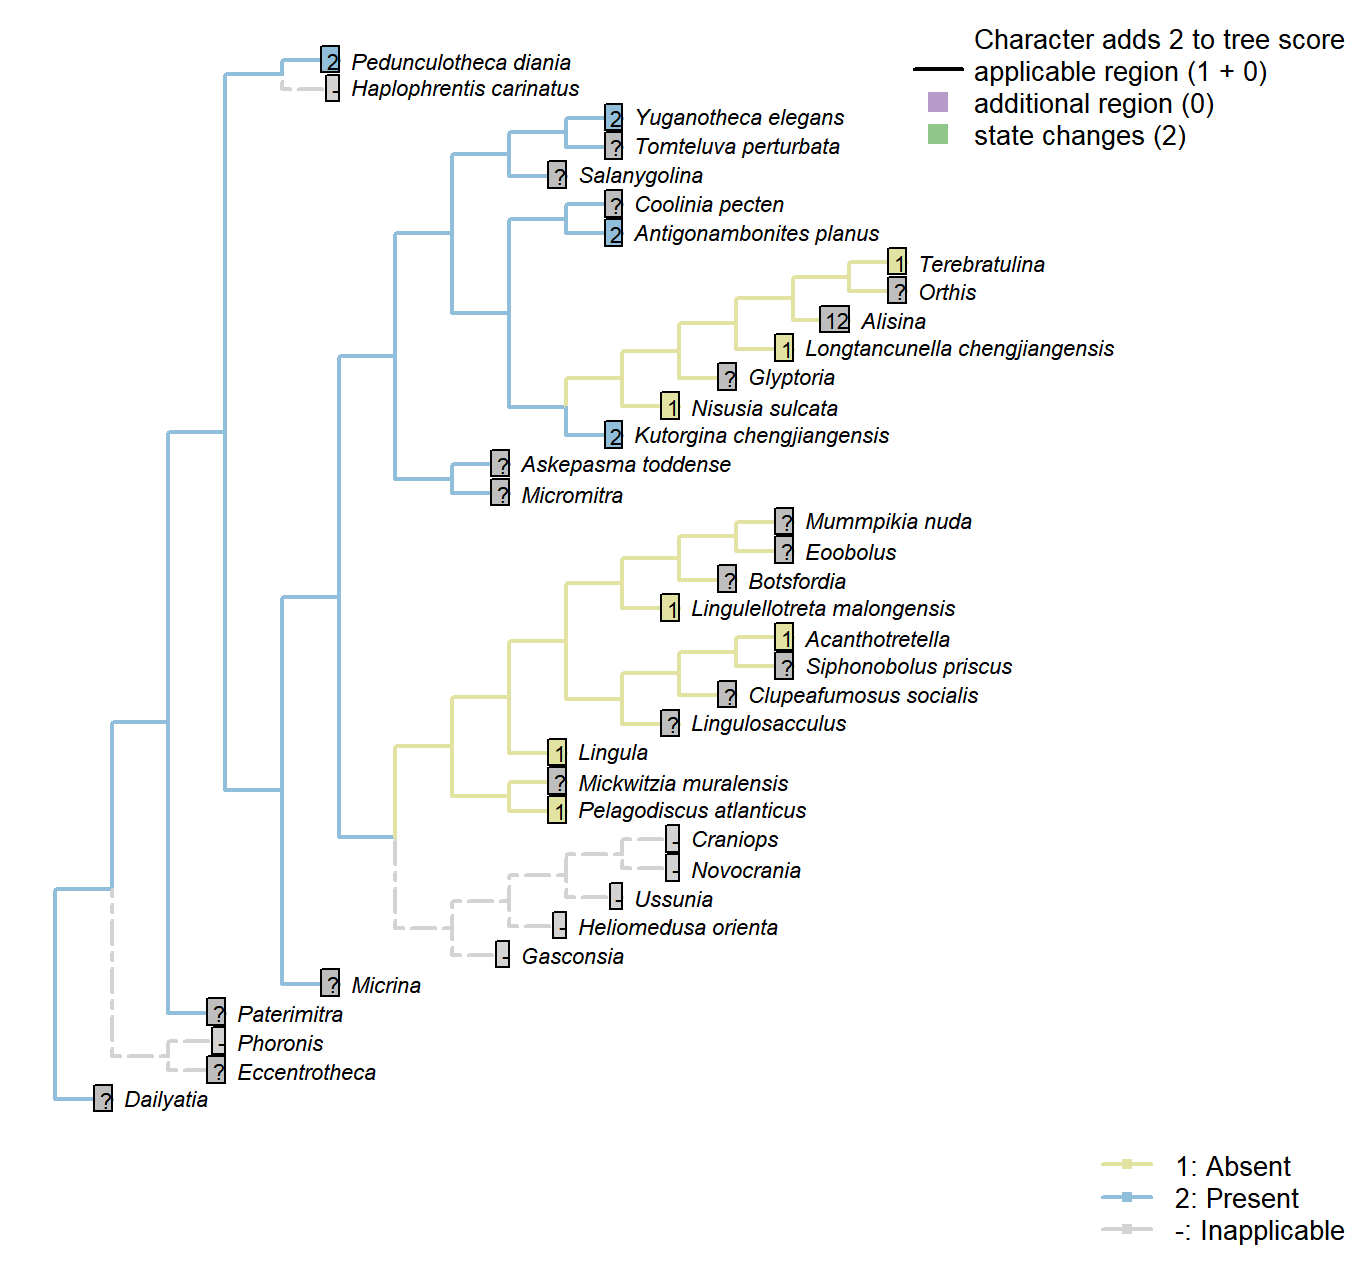 Character adds 2 to tree score
applicable region (1 + 0)
additional region (0)
state changes (2)
2 Pedunculotheca diania
- Haplophrentis carinatus
2 Yuganotheca elegans
? Tomteluva perturbata
? Salanygolina
? Coolinia pecten
2 Antigonambonites planus
1 Terebratulina
? Orthis
12 Alisina
1 Longtancunella chengjiangensis
? Glyptoria
1 Nisusia sulcata
2 Kutorgina chengjiangensis
? Askepasma toddense
? Micromitra
? Mummpikia nuda
? Eoobolus
? Botsfordia
1 Lingulellotreta malongensis
1 Acanthotretella
? Siphonobolus priscus
? Clupeafumosus socialis
? Lingulosacculus
1 Lingula
? Mickwitzia muralensis
1 Pelagodiscus atlanticus
- Craniops
- Novocrania
- Ussunia
- Heliomedusa orienta
- Gasconsia
? Micrina
? Paterimitra
- Phoronis
? Eccentrotheca
? Dailyatia
1: Absent
2: Present
-: Inapplicable